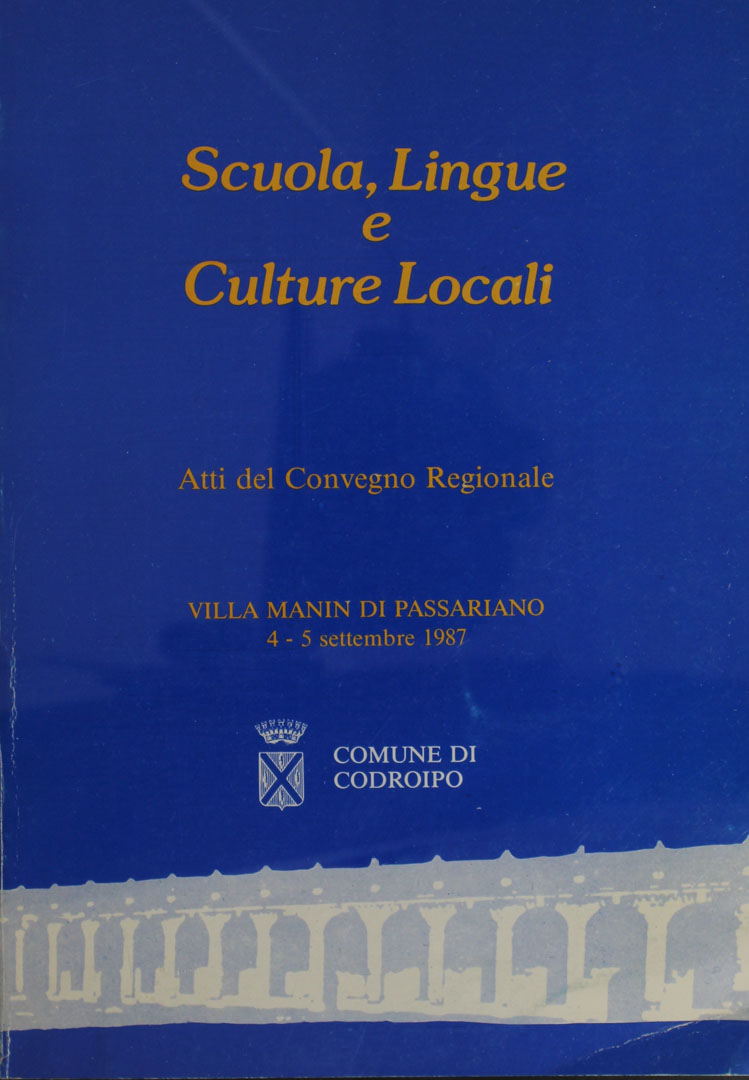 Scuola, Lingue
e
Culture Locali
Atti del Convegno Regionale
VILLA MANIN DI PASSARIANO
4 - 5 settembre 1987
COMUNE DI
CODROIPO